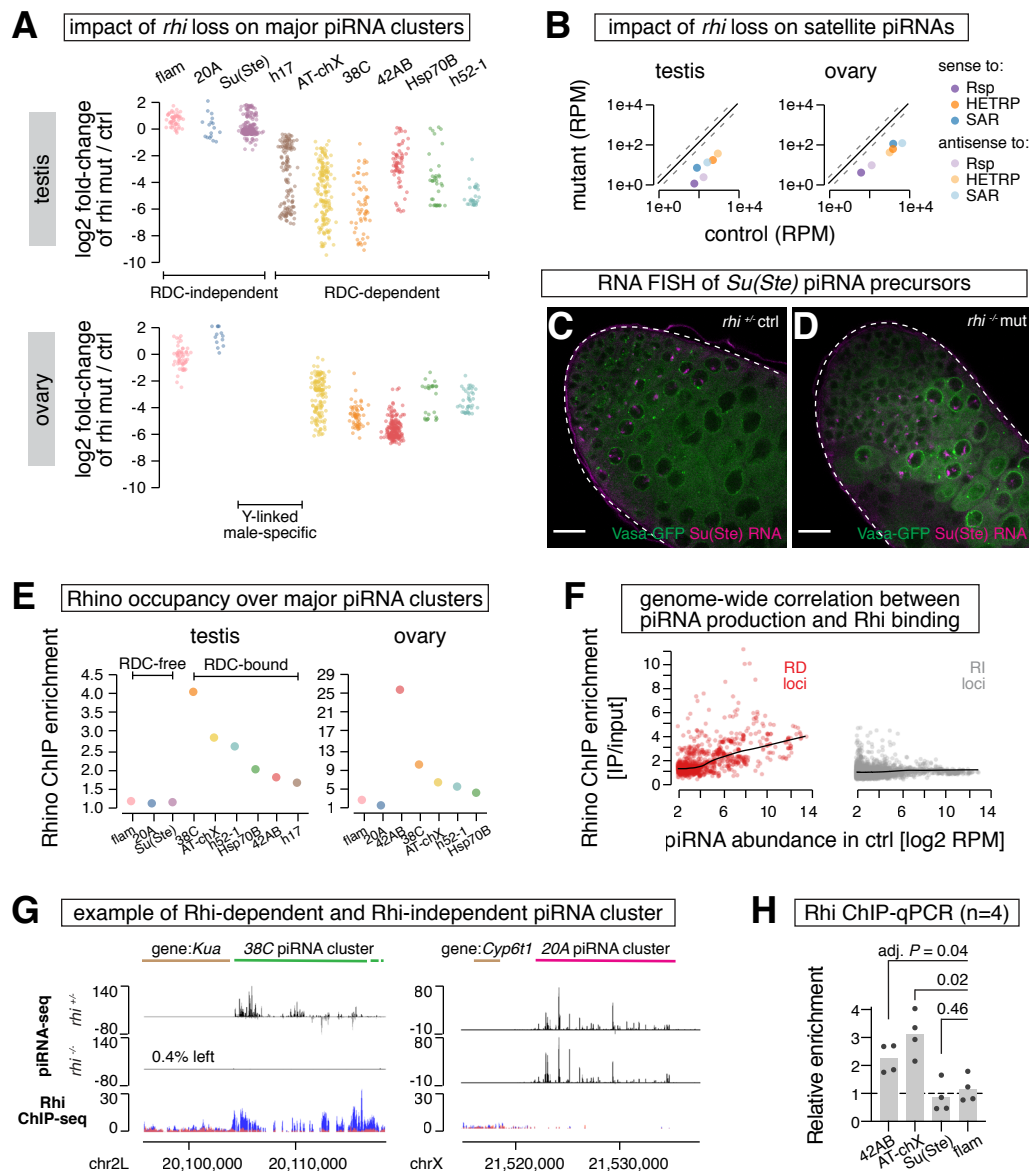 A
impact of rhi loss on major piRNA clusters
flam 20A Su(Ste) h17 AT-chX 38C 42AB Hsp70B h52-1
testis
log2 fold-change of rhi mut / ctrl
2
0
-2
-4
-6
-8
-10
RDC-independent RDC-dependent
ovary
log2 fold-change of rhi mut / ctrl
2
0
-2
-4
-6
-8
-10
Y-linked
male-specific
B
impact of rhi loss on satellite piRNAs
testis ovary
mutant (RPM)
1e+4
1e+2
1e+0
1e+0 1e+4
1e+4
1e+2
1e+0
1e+0 1e+4
control (RPM)
sense to:
Rsp
HETRP
SAR
antisense to:
Rsp
HETRP
SAR
RNA FISH of Su(Ste) piRNA precursors
C
rhi +/- ctrl
Vasa-GFP Su(Ste) RNA
D
rhi -/- mut
Vasa-GFP Su(Ste) RNA
E
Rhino occupancy over major piRNA clusters
testis ovary
Rhino ChIP enrichment
RDC-free RDC-bound
4.5
4.0
3.5
3.0
2.5
2.0
1.5
1.0
flam 20A Su(Ste) 38C AT-chX h52-1 Hsp70B 42AB h17
29
25
21
17
13
9
5
1
flam 20A 42AB 38C AT-chX h52-1 Hsp70B
F
genome-wide correlation between
piRNA production and Rhi binding
Rhino ChIP enrichment
[IP/input]
10
8
6
4
2
0
RD
loci
RI
loci
2 4 6 8 10 12 14
2 6 10 14
piRNA abundance in ctrl [log2 RPM]
G
example of Rhi-dependent and Rhi-independent piRNA cluster
gene:Kua 38C piRNA cluster
gene:Cyp6t1 20A piRNA cluster
piRNA-seq
rhi +/-
140
-80
80
-10
rhi -/-
140
0.4% left
-80
80
-10
Rhi
ChIP-seq
30
0
30
0
chr2L 20,100,000 20,110,000
chrX 21,520,000 21,530,000
H
Rhi ChIP-qPCR (n=4)
adj. P = 0.04
0.02
0.46
Relative enrichment
4
3
2
1
0
42AB AT-chX Su(Ste) flam